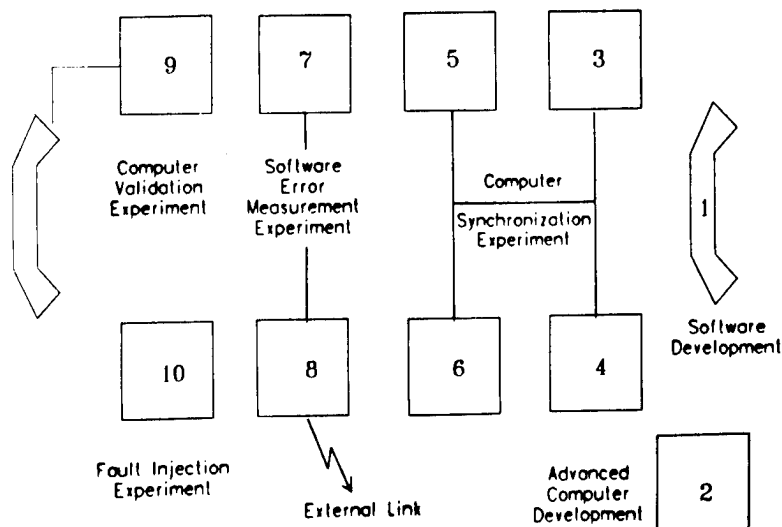 9
7
5
3
Computer
Validation
Experiment
Software
Error
Measurement
Experiment
Computer
Synchronization
Experiment
1
Software
Development
10
8
6
4
Fault Injection
Experiment
External Link
Advanced
Computer
Development
2